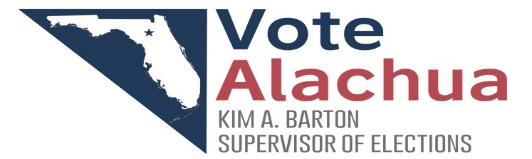 Vote
Alachua
KIM A. BARTON
SUPERVISOR OF ELECTIONS